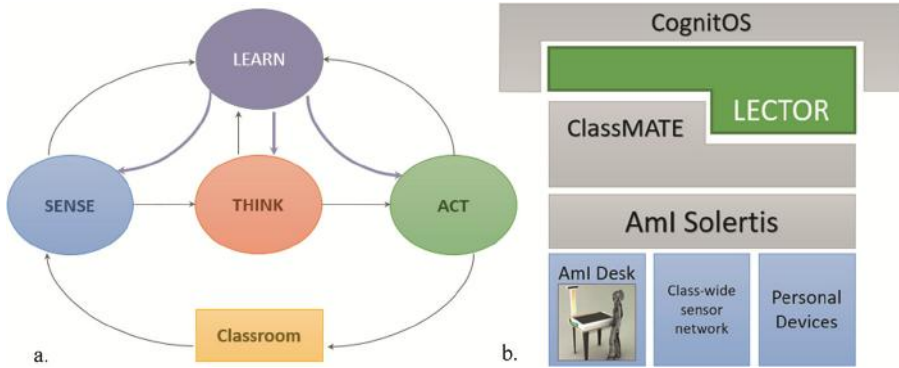 LEARN
SENSE
THINK
ACT
Classroom
a.
CognitOS
LECTOR
ClassMATE
AmI Solertis
AmI Desk
Class-wide
sensor
network
Personal
Devices
b.